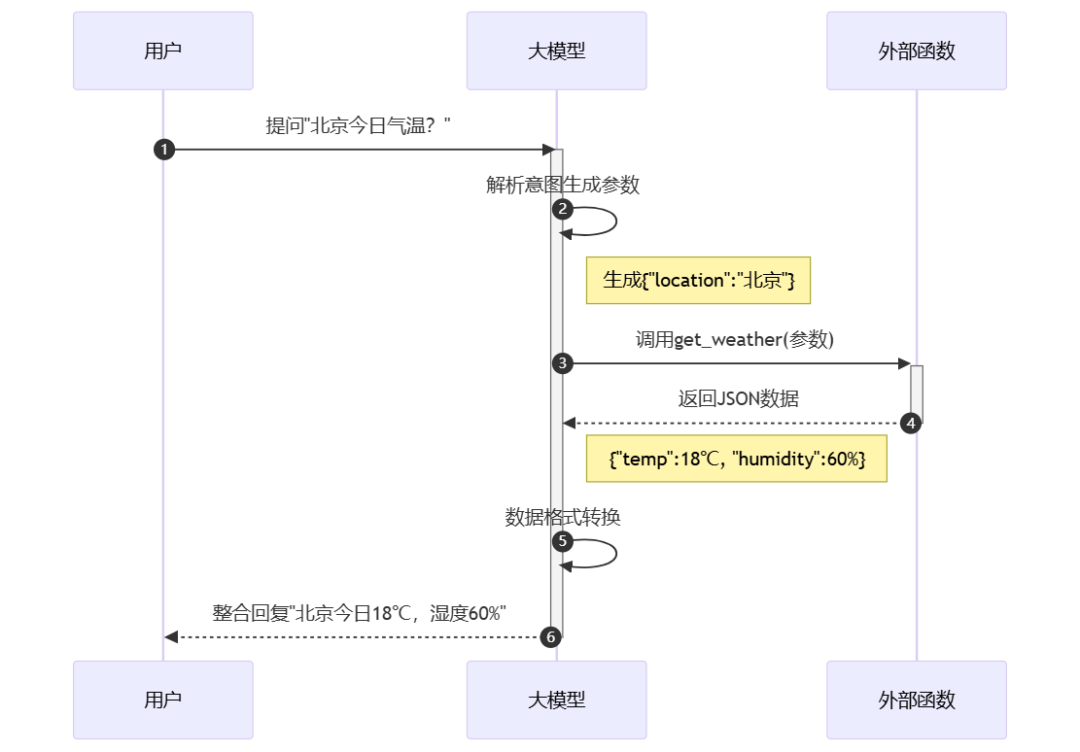 用户
大模型
外部函数
提问"北京今日气温？"
1
解析意图生成参数
2
生成{"location":"北京"}
调用get_weather(参数)
3
返回JSON数据
4
{"temp":18℃，"humidity":60%}
数据格式转换
5
整合回复"北京今日18℃，湿度60%"
6
用户
大模型
外部函数